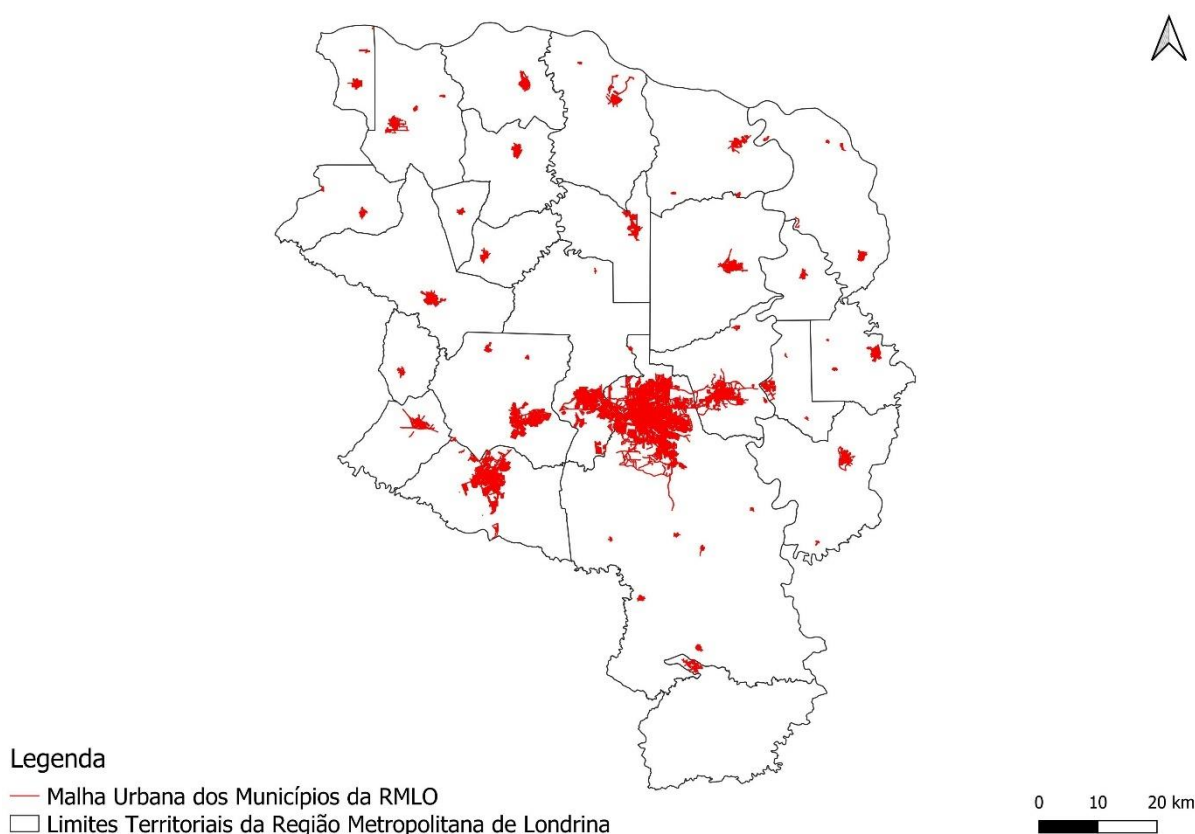 Legenda
Malha Urbana dos Municípios da RMLO
Limites Territoriais da Região Metropolitana de Londrina
0 10 20 km